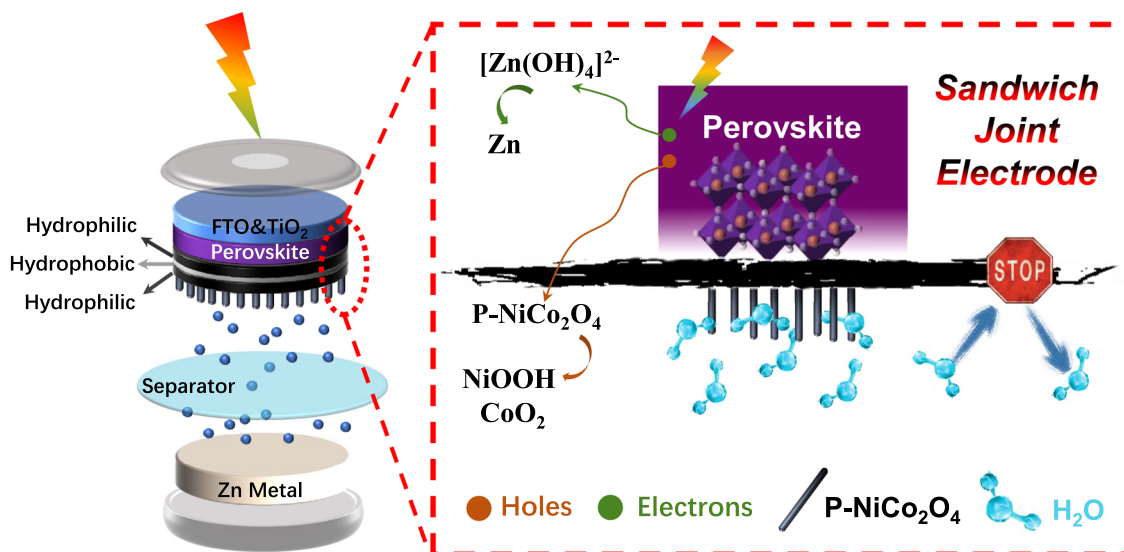 Hydrophilic
Hydrophobic
Hydrophilic
FTO&TiO₂
Perovskite
Separator
Zn Metal
[Zn(OH)₄]²⁻
Zn
Perovskite
Sandwich
Joint
Electrode
STOP
P-NiCo₂O₄
NiOOH
CoO₂
Holes
Electrons
P-NiCo₂O₄
H₂O